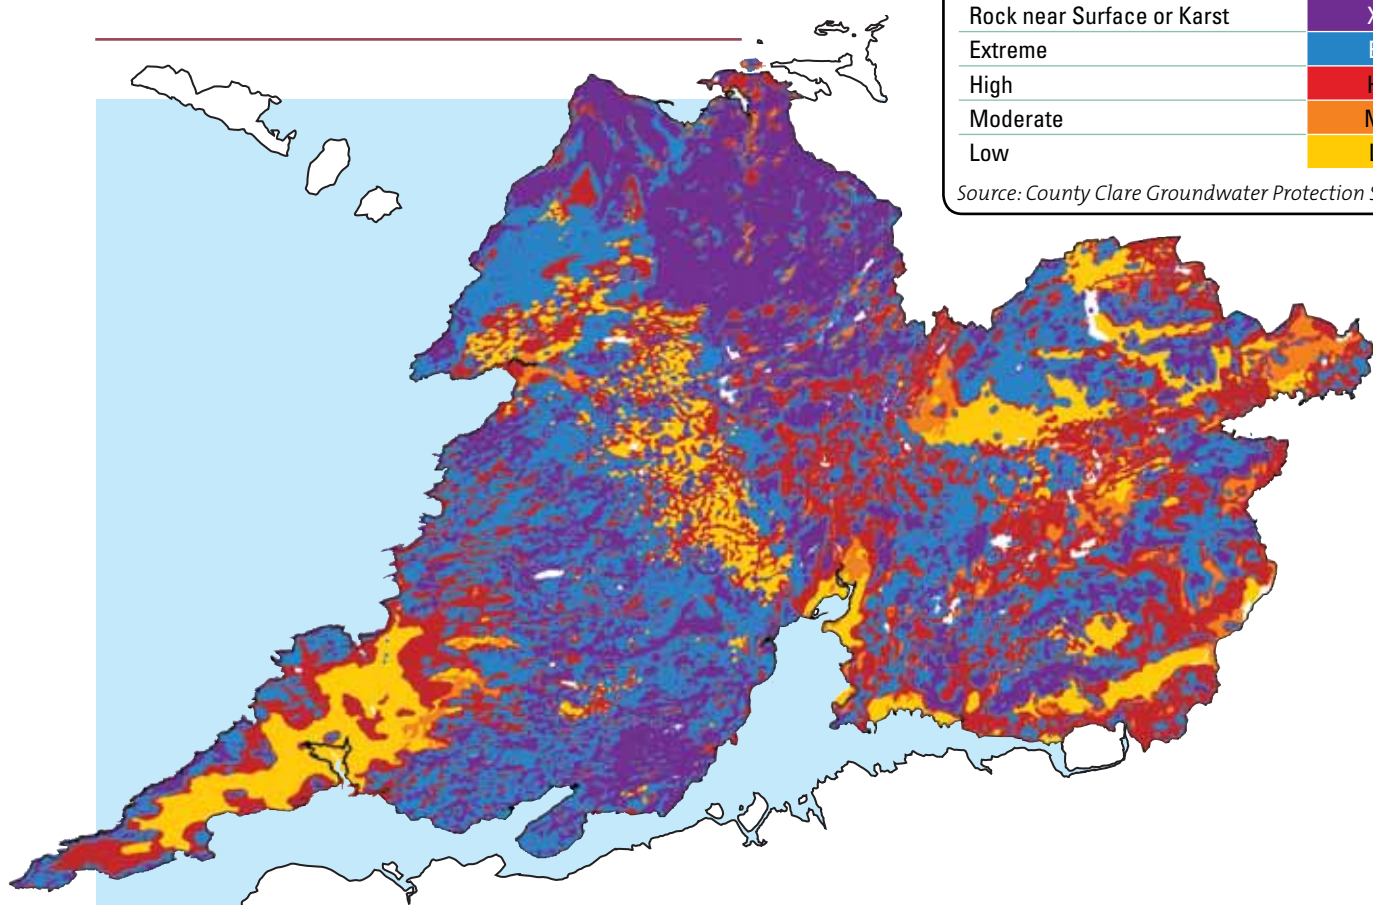 Rock near Surface or Karst
Extreme
High
Moderate
Low
Source: County Clare Groundwater Protection